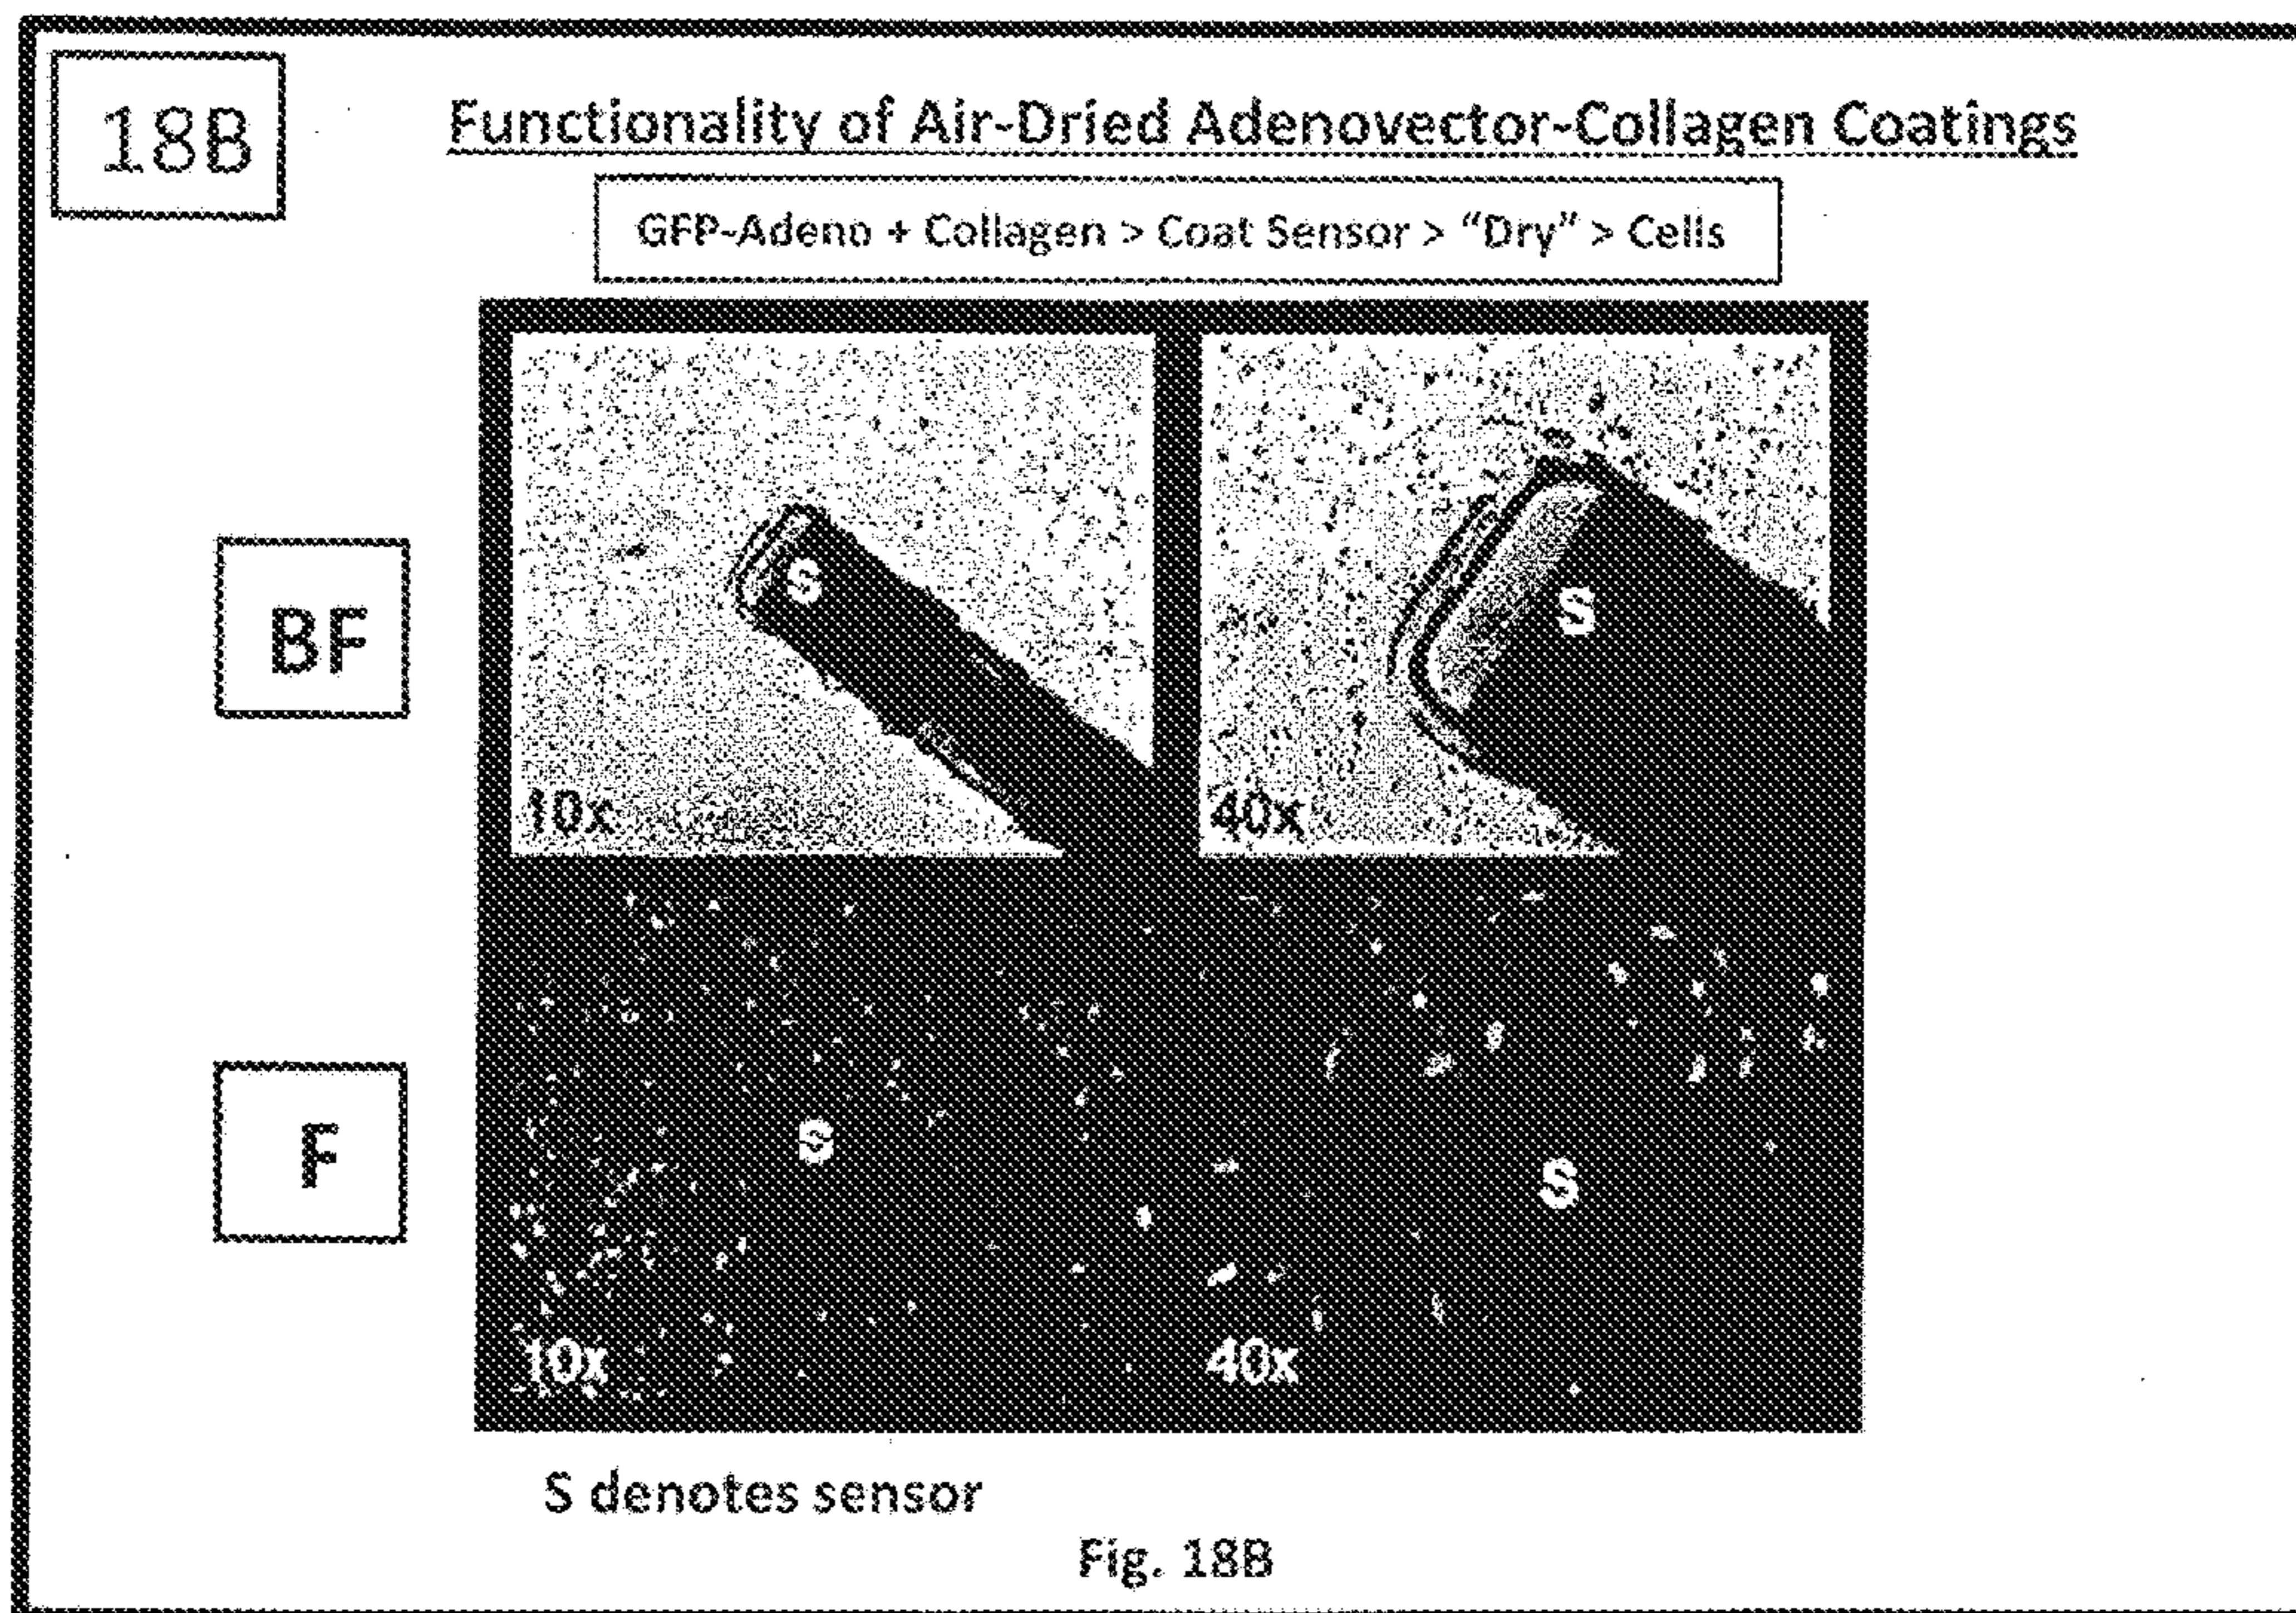 18B
Functionality of Air-Dried Adenovector-Collagen Coatings
GFP-Adeno + Collagen > Coat Sensor > “Dry” > Cells
BF
S
S
10x
40x
F
S
S
10x
40x
S denotes sensor
Fig. 18B